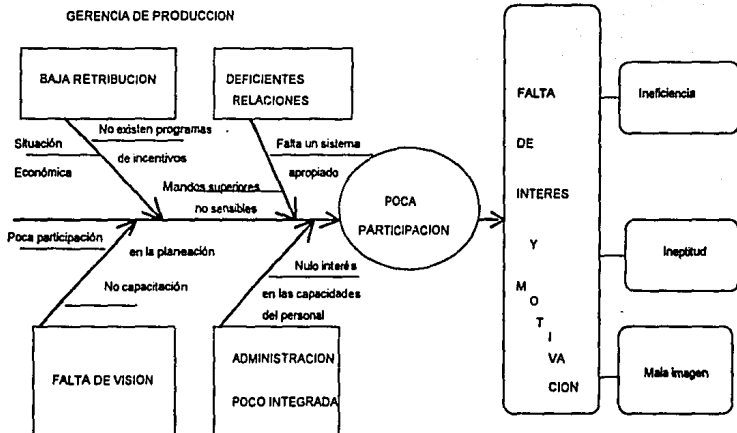 GERENCIA DE PRODUCCION
BAJA RETRIBUCION
DEFICIENTES
RELACIONES
No existen programas
de incentivos
Situación
Económica
Falta un sistema
apropiado
Mandos superiores
no sensibles
Poca participación
en la planeación
No capacitación
Nulo interés
en las capacidades
del personal
FALTA DE VISION
ADMINISTRACION
POCO INTEGRADA
POCA
PARTICIPACION
FALTA
DE
INTERES
Y
M
O
T
I
VA
CION
Ineficiencia
Ineptitud
Mala imagen